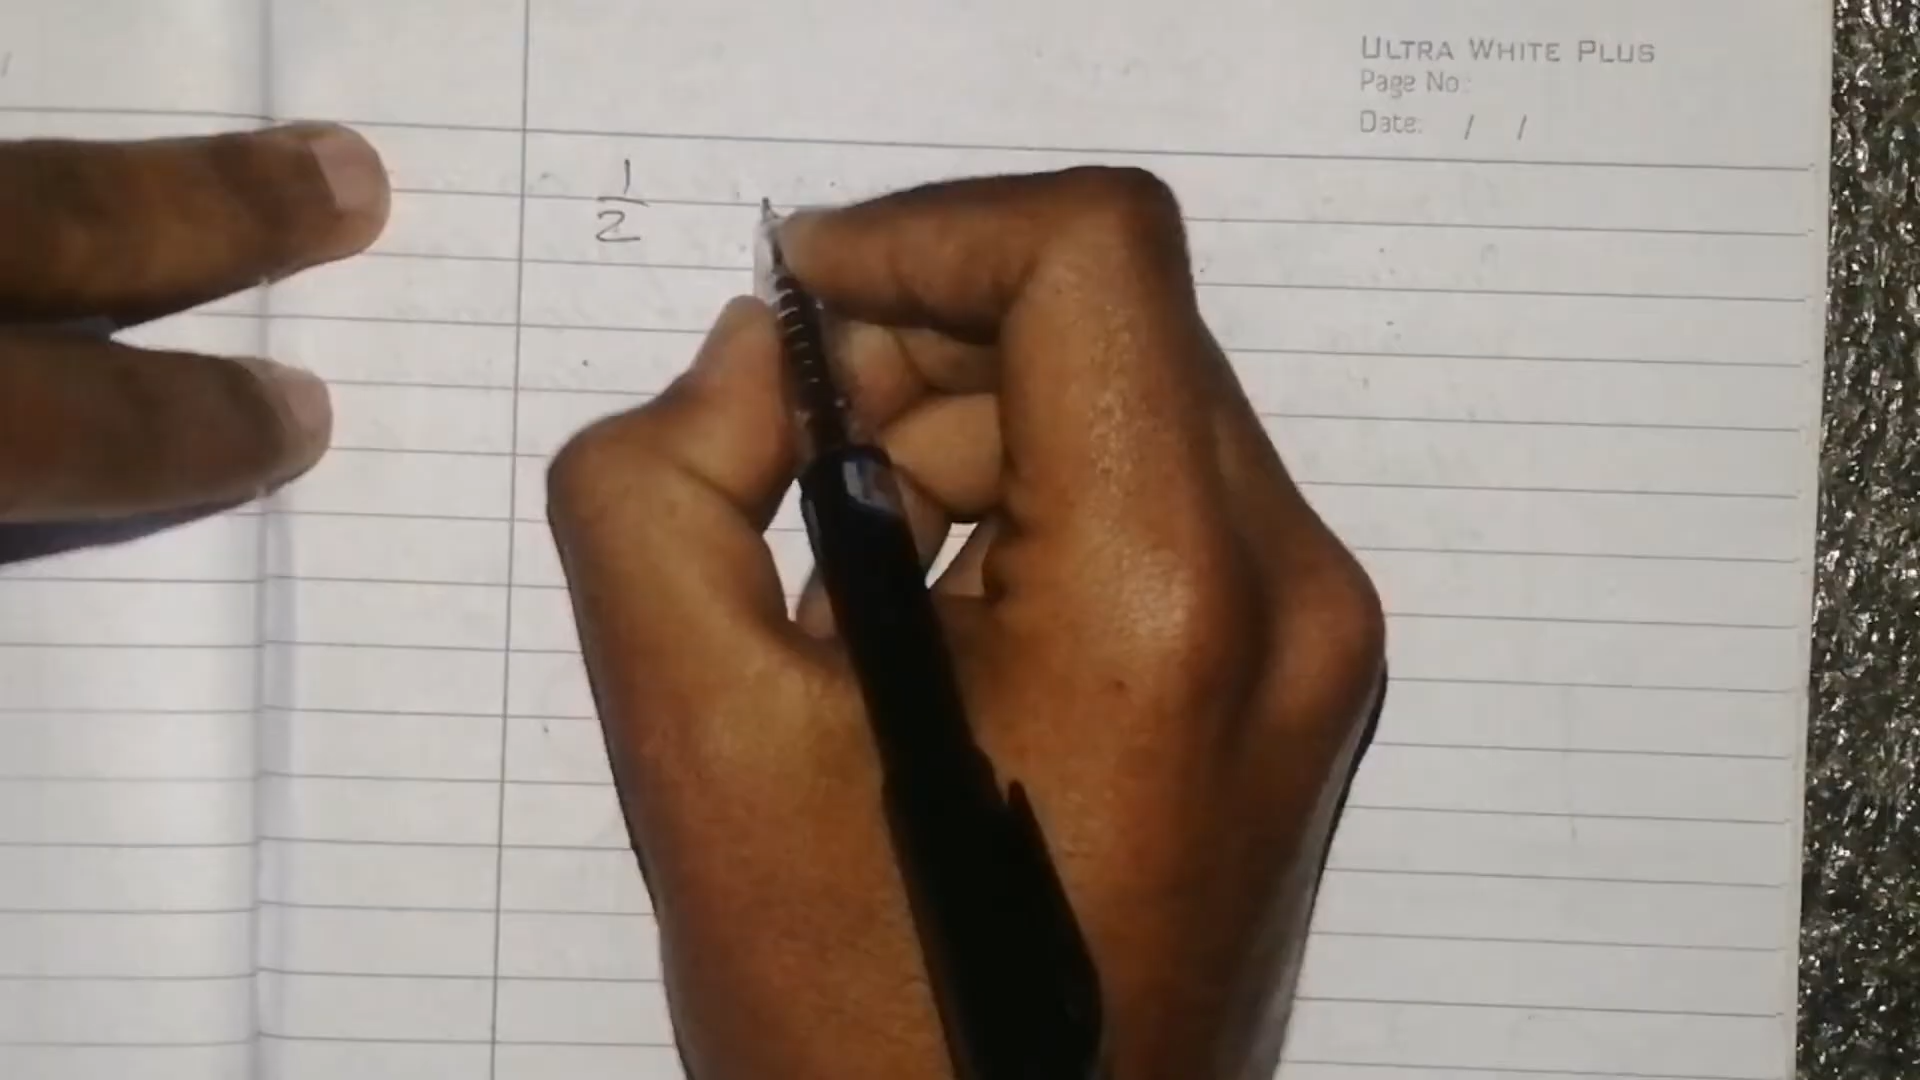 ULTRA WHITE PLUS
Page No:
Date: / /
1
2